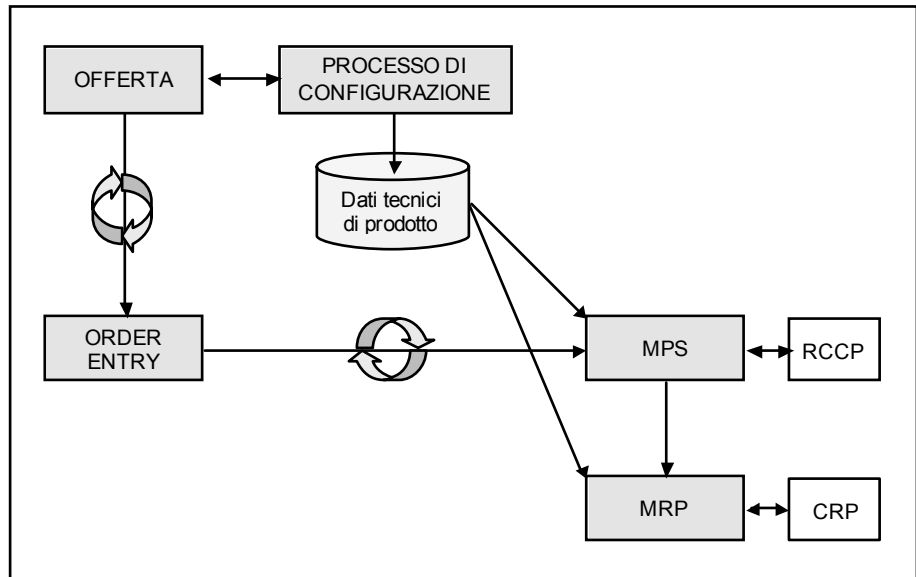 OFFERTA
PROCESSO DI
CONFIGURAZIONE
Dati tecnici
di prodotto
ORDER
ENTRY
MPS
RCCP
MRP
CRP